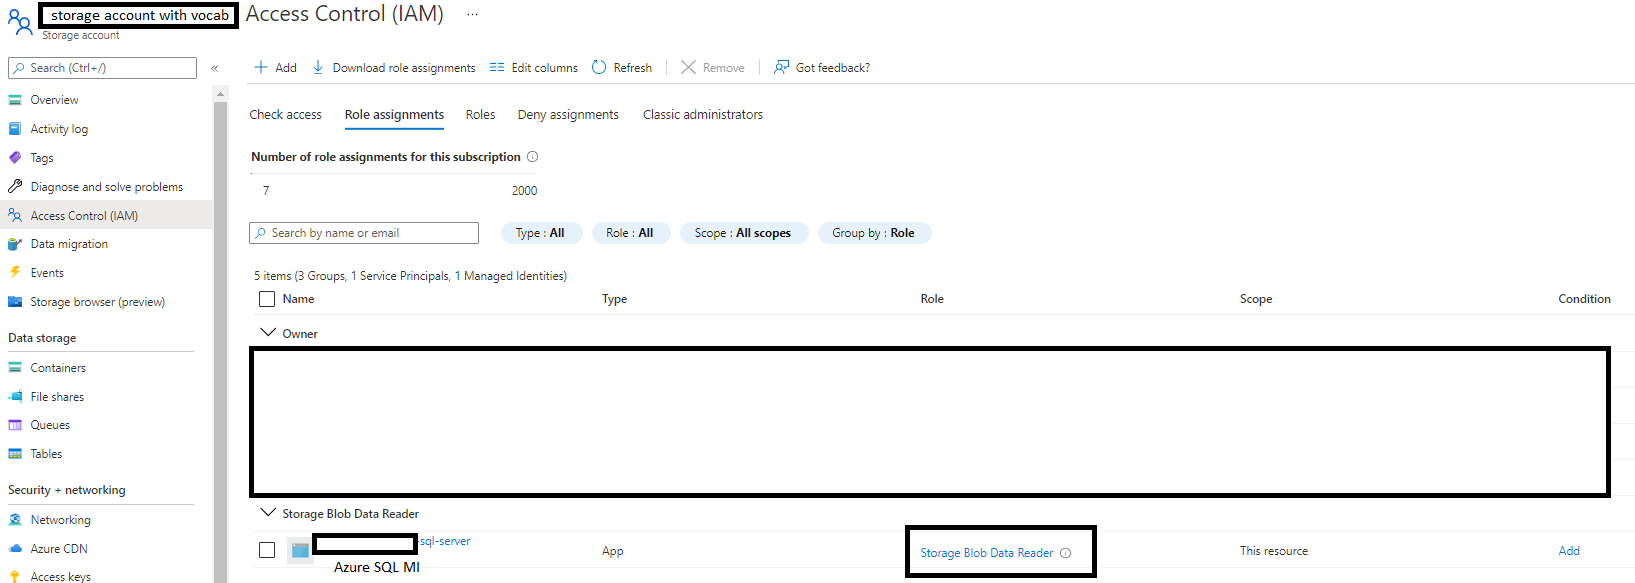 storage account with vocab
Access Control (IAM) ...
Storage account
Search (Ctrl+/)
«
Overview
Activity log
Tags
Diagnose and solve problems
Access Control (IAM)
Data migration
Events
Storage browser (preview)
Data storage
Containers
File shares
Queues
Tables
Security + networking
Networking
Azure CDN
Access keys
Add
Download role assignments
Edit columns
Refresh
Remove
Got feedback?
Check access
Role assignments
Roles
Deny assignments
Classic administrators
Number of role assignments for this subscription
7 2000
Search by name or email
Type : All
Role : All
Scope : All scopes
Group by : Role
5 items (3 Groups, 1 Service Principals, 1 Managed Identities)
Name Type Role Scope Condition
Owner
Storage Blob Data Reader
-sql-server App Storage Blob Data Reader This resource Add
Azure SQL MI